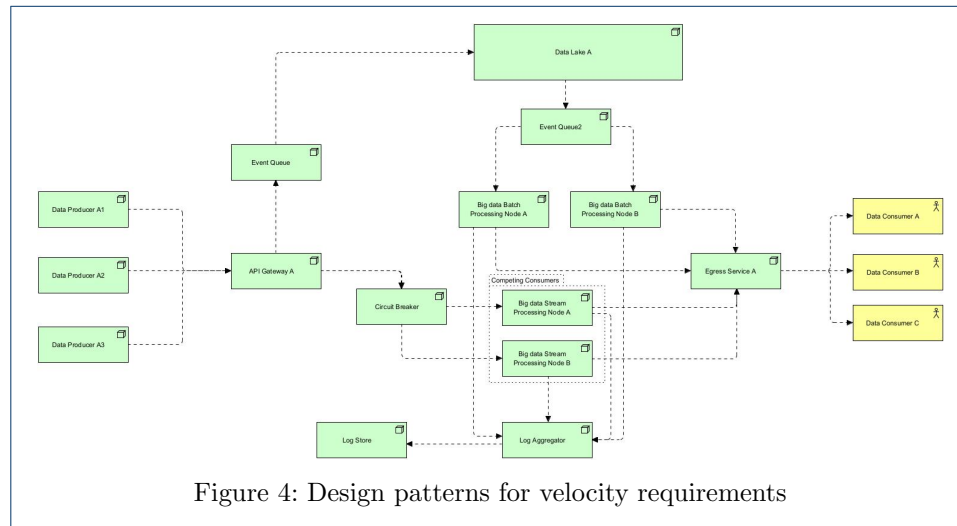 Data Lake A
Event Queue2
Event Queue
Data Producer A1
Big data Batch
Processing Node A
Big data Batch
Processing Node B
Data Consumer A
Data Producer A2
API Gateway A
Egress Service A
Data Consumer B
Competing Consumers
Circuit Breaker
Big data Stream
Processing Node A
Data Consumer C
Data Producer A3
Big data Stream
Processing Node B
Log Store
Log Aggregator
Figure 4: Design patterns for velocity requirements